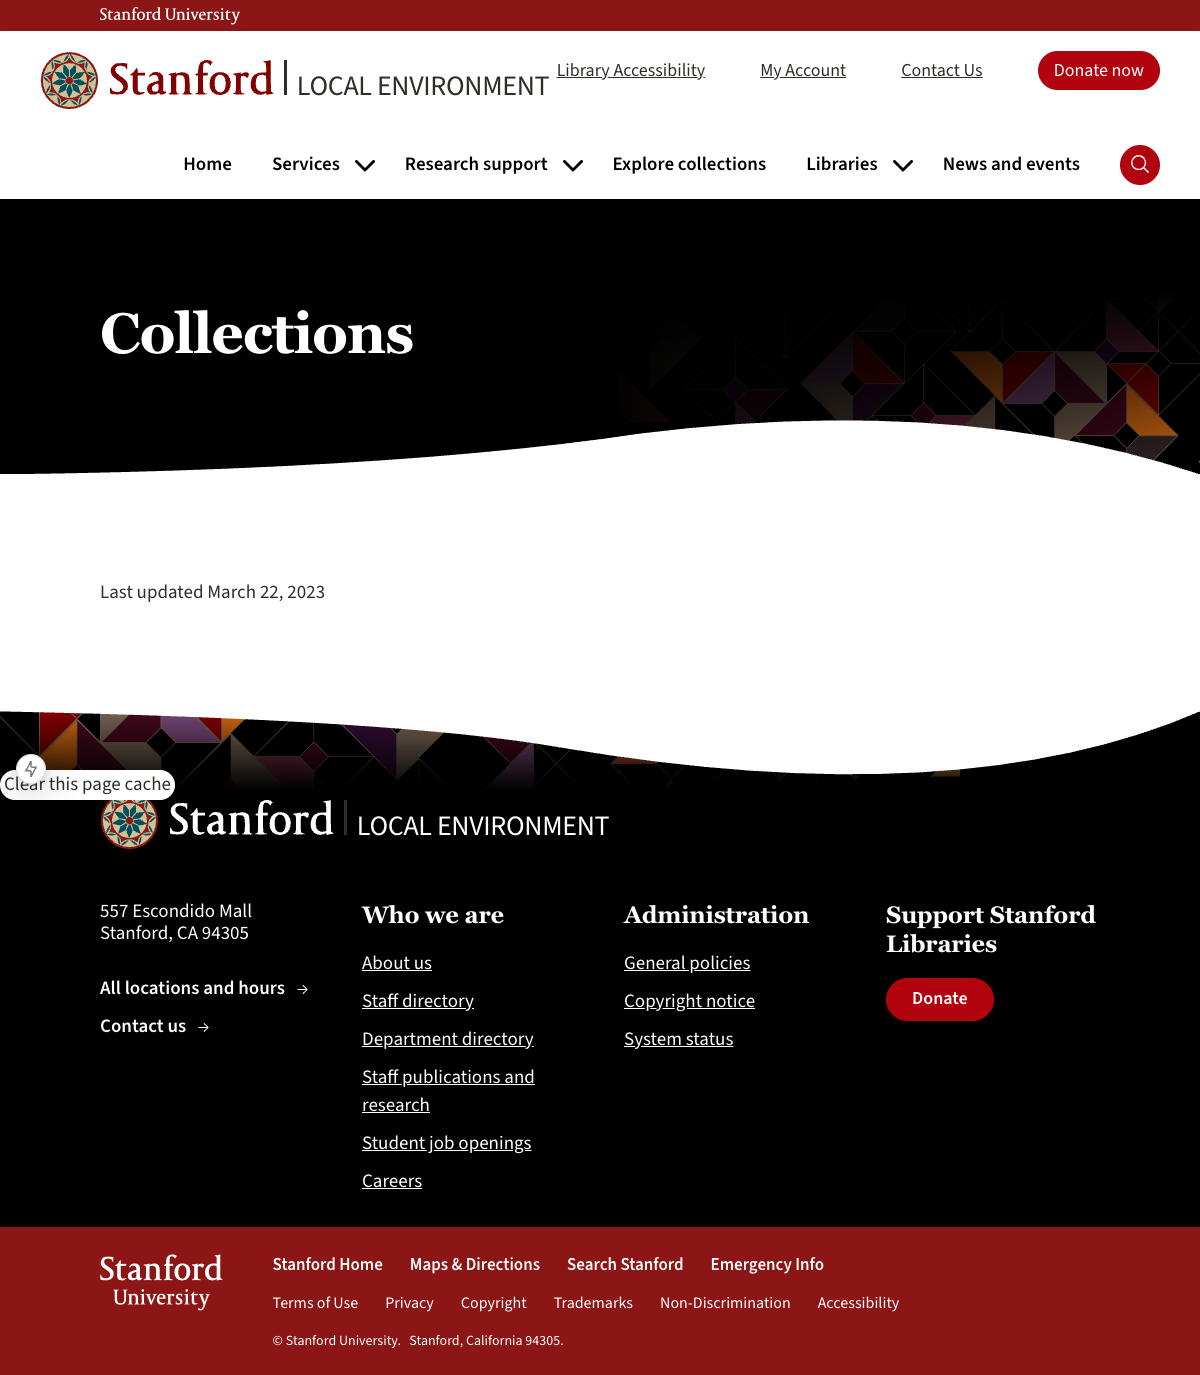 Stanford University
Stanford LOCAL ENVIRONMENT
Library Accessibility
My Account
Contact Us
Donate now
Home
Services
Research support
Explore collections
Libraries
News and events
Collections
Last updated March 22, 2023
Clear this page cache
Stanford LOCAL ENVIRONMENT
557 Escondido Mall
Stanford, CA 94305
All locations and hours
Contact us
Who we are
About us
Staff directory
Department directory
Staff publications and
research
Student job openings
Careers
Administration
General policies
Copyright notice
System status
Support Stanford
Libraries
Donate
Stanford
University
Stanford Home Maps & Directions Search Stanford Emergency Info
Terms of Use Privacy Copyright Trademarks Non-Discrimination Accessibility
© Stanford University. Stanford, California 94305.